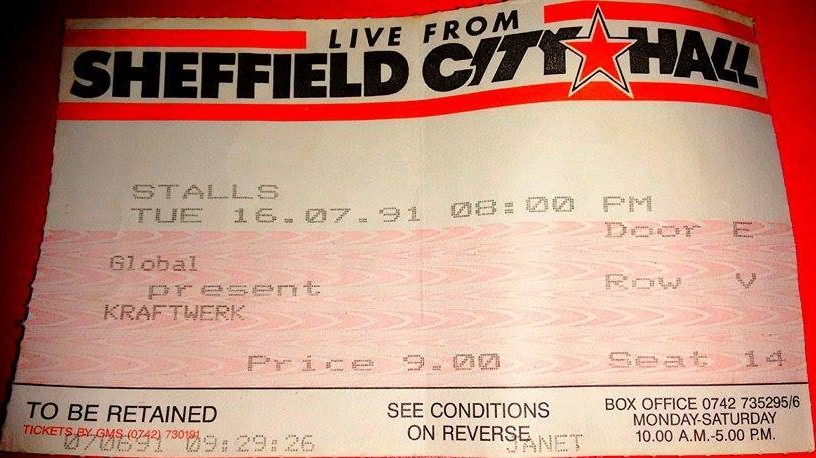 LIVE FROM
SHEFFIELD CITY HALL
STALLS
TUE 16.07.91 08:00 PM
Door E
Global
present
Row V
KRAFTWERK
Price 9.00
Seat 14
TO BE RETAINED
TICKETS BY GMS (0742) 730191
070691 09:29:26
SEE CONDITIONS
ON REVERSE
JANET
BOX OFFICE 0742 735295/6
MONDAY-SATURDAY
10.00 A.M.-5.00 P.M.